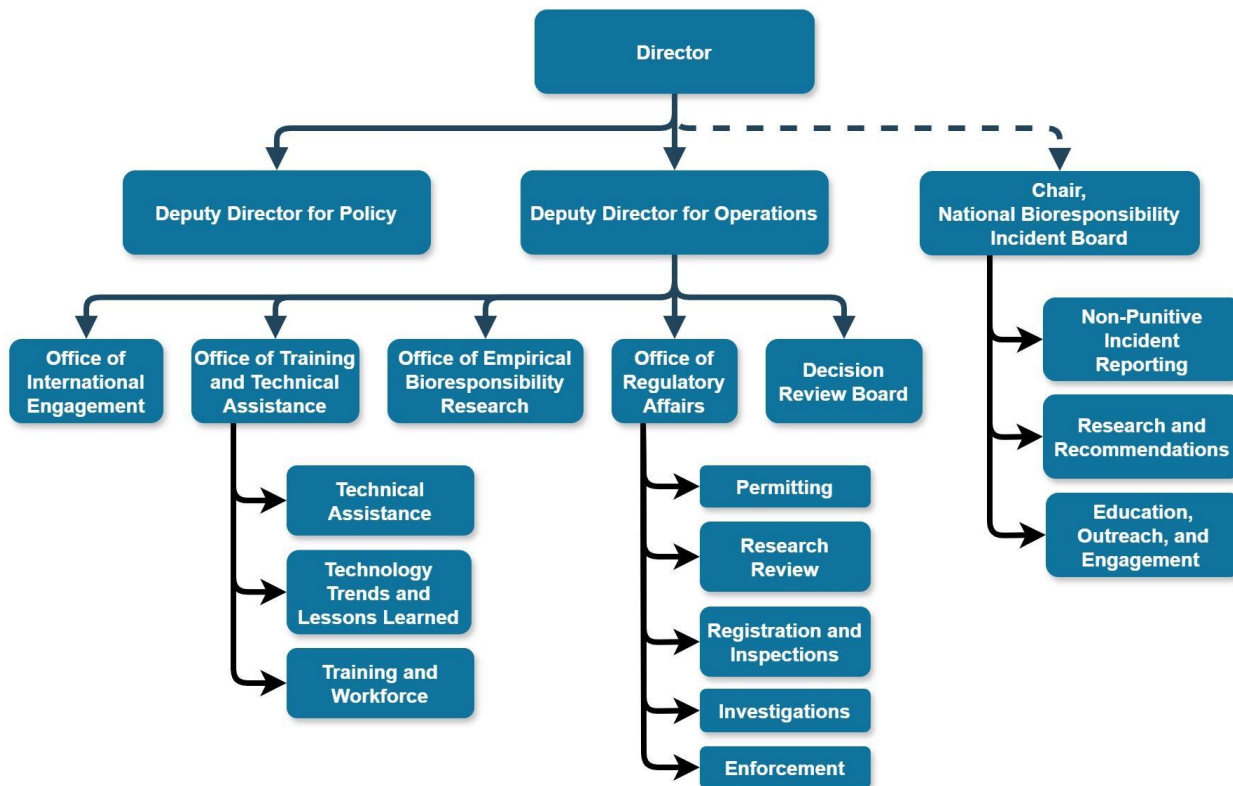 Director
Deputy Director for Policy
Deputy Director for Operations
Chair,
National Bioresponsibility
Incident Board
Office of
International
Engagement
Office of Training
and Technical
Assistance
Office of Empirical
Bioresponsibility
Research
Office of
Regulatory
Affairs
Decision
Review Board
Non-Punitive
Incident
Reporting
Research and
Recommendations
Education,
Outreach, and
Engagement
Technical
Assistance
Technology
Trends and
Lessons Learned
Training and
Workforce
Permitting
Research
Review
Registration and
Inspections
Investigations
Enforcement